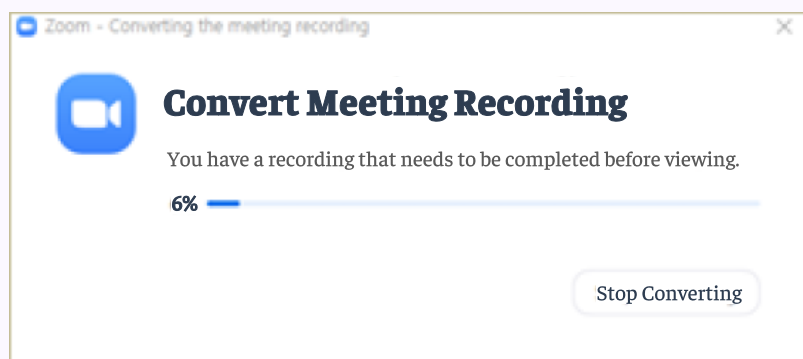 Zoom - Converting the meeting recording
Convert Meeting Recording
You have a recording that needs to be completed before viewing.
6%
Stop Converting